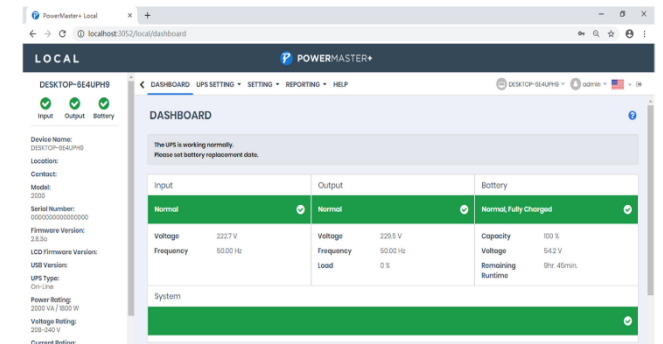 PowerMaster+ Local
localhost:3052/local/dashboard
LOCAL
POWERMASTER+
DESKTOP-6E4UPH9
DASHBOARD UPS SETTING SETTING REPORTING HELP
DESKTOP-6E4UPH9 admin
Input Output Battery
DASHBOARD
Device Name:
DESKTOP-6E4UPH9
Location:
Contact:
Model:
2000
Serial Number:
0000000000000000
Firmware Version:
2.8.3o
LCD Firmware Version:
USB Version:
UPS Type:
On-Line
Power Rating:
2000 VA / 1800 W
Voltage Rating:
208-240 V
Current Rating:
The UPS is working normally.
Please set battery replacement date.
Input
Normal
Voltage 222.7 V
Frequency 50.00 Hz
Output
Normal
Voltage 229.5 V
Frequency 50.00 Hz
Load 0 %
Battery
Normal, Fully Charged
Capacity 100 %
Voltage 54.2 V
Remaining 9hr. 45min.
Runtime
System